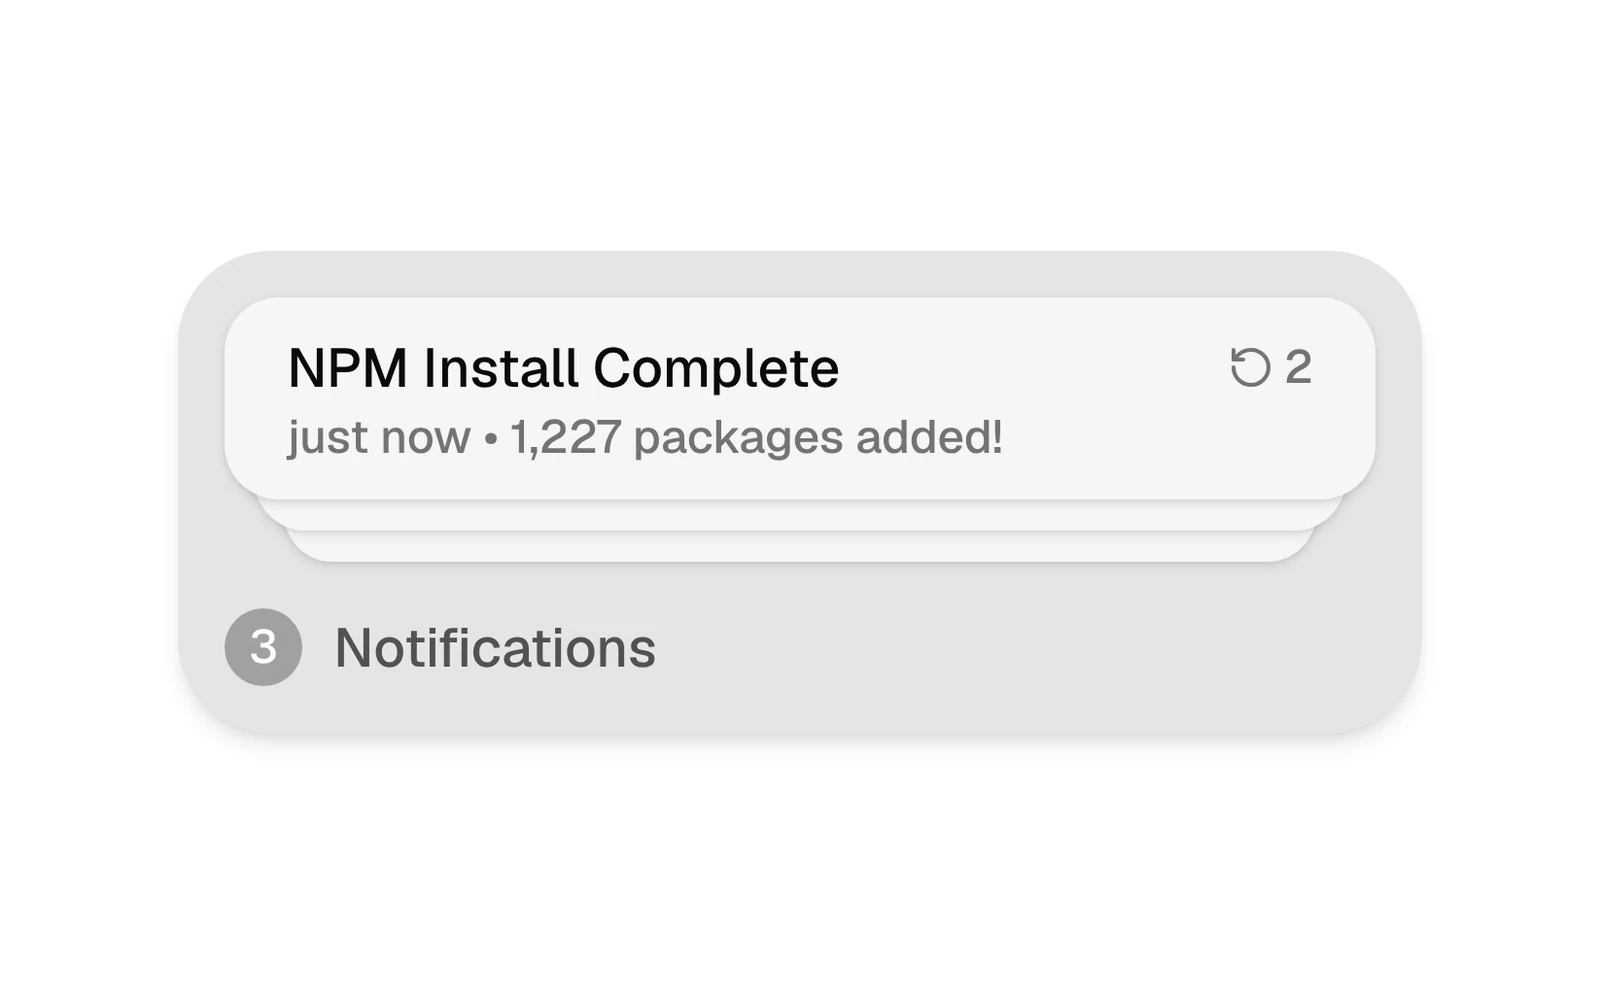 NPM Install Complete
2
just now • 1,227 packages added!
3 Notifications